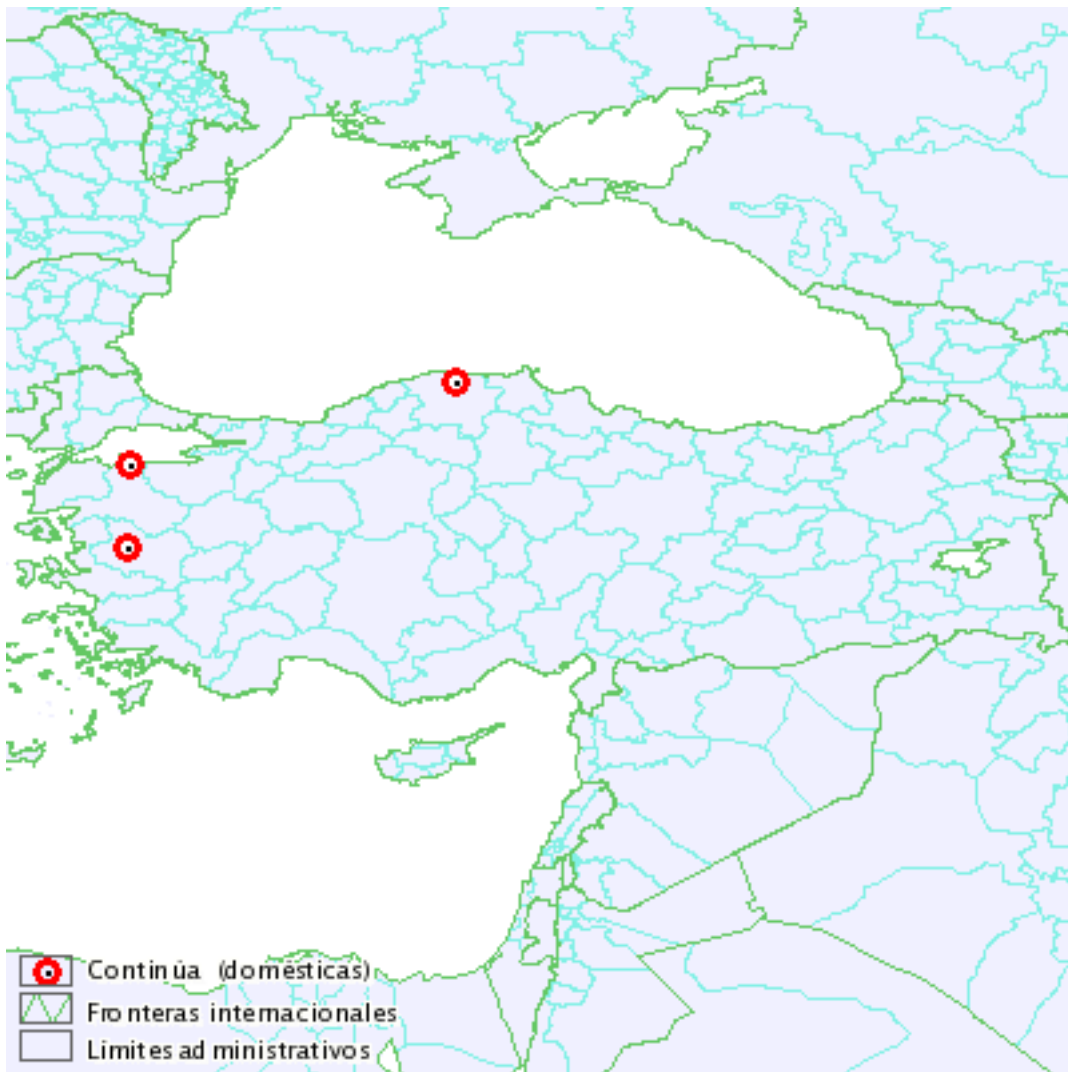 Continúa (domésticas)
Fronteras internacionales
Límites administrativos